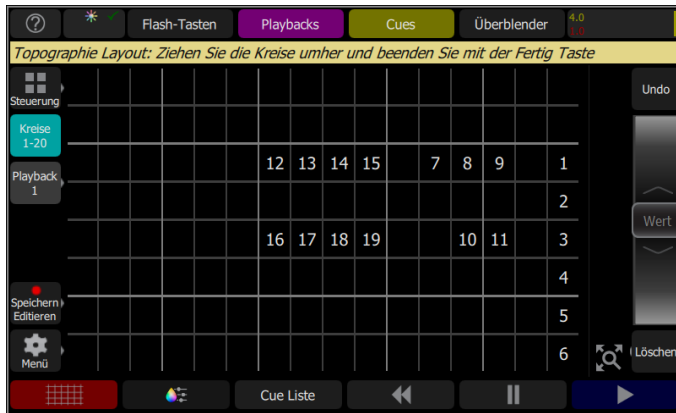 ?
Flash-Tasten
Playbacks
Cues
Überblender
4.0
Topographie Layout: Ziehen Sie die Kreise umher und beenden Sie mit der Fertig Taste
Steuerung
Undo
Kreise
1-20
12 13 14 15 7 8 9 1
Playback
1
2
Wert
16 17 18 19 10 11 3
4
Speichern
Editieren
5
6
Menü
Löschen
Cue Liste